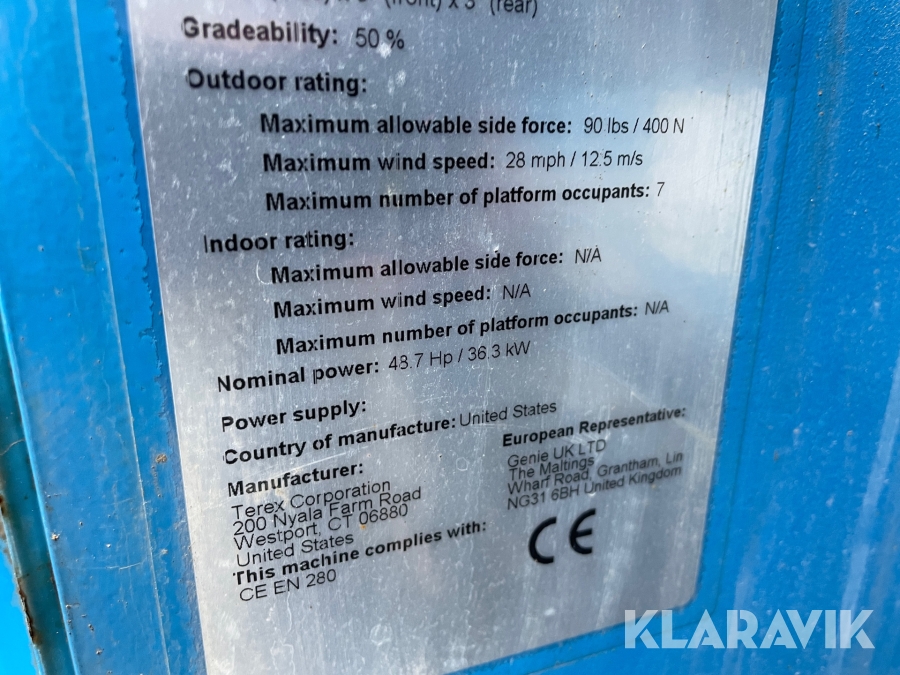 (front) x 3° (rear)
Gradeability: 50 %
Outdoor rating:
Maximum allowable side force: 90 lbs / 400 N
Maximum wind speed: 28 mph / 12.5 m/s
Maximum number of platform occupants: 7
Indoor rating:
Maximum allowable side force: N/A
Maximum wind speed: N/A
Maximum number of platform occupants: N/A
Nominal power: 48.7 Hp / 36.3 kW
Power supply:
Country of manufacture: United States
Manufacturer:
Terex Corporation
200 Nyala Farm Road
Westport, CT 06880
United States
This machine complies with:
CE EN 280
European Representative:
Genie UK LTD
The Maltings
Wharf Road, Grantham, Lin
NG31 6BH United Kingdom
CE
KLARAVIK